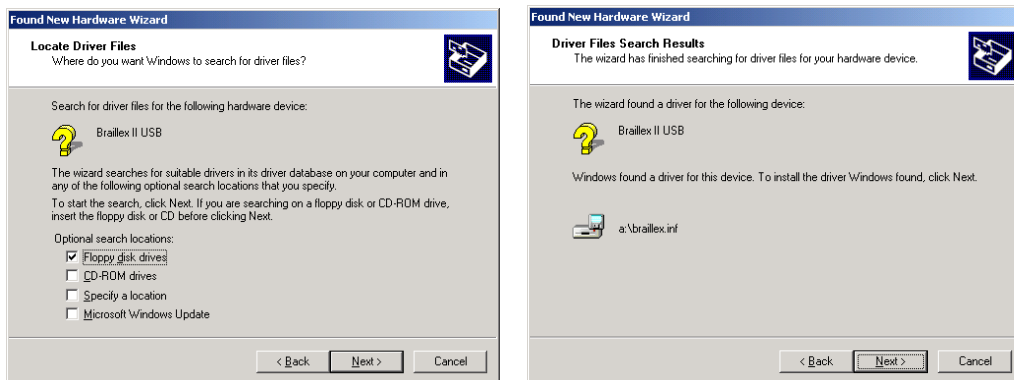 Found New Hardware Wizard
Locate Driver Files
Where do you want Windows to search for driver files?
Search for driver files for the following hardware device:
Braillex II USB
The wizard searches for suitable drivers in its driver database on your computer and in
any of the following optional search locations that you specify.
To start the search, click Next. If you are searching on a floppy disk or CD-ROM drive,
insert the floppy disk or CD before clicking Next.
Optional search locations:
Floppy disk drives
CD-ROM drives
Specify a location
Microsoft Windows Update
< Back Next > Cancel
Found New Hardware Wizard
Driver Files Search Results
The wizard has finished searching for driver files for your hardware device.
The wizard found a driver for the following device:
Braillex II USB
Windows found a driver for this device. To install the driver Windows found, click Next.
a:\braillex.inf
< Back Next > Cancel